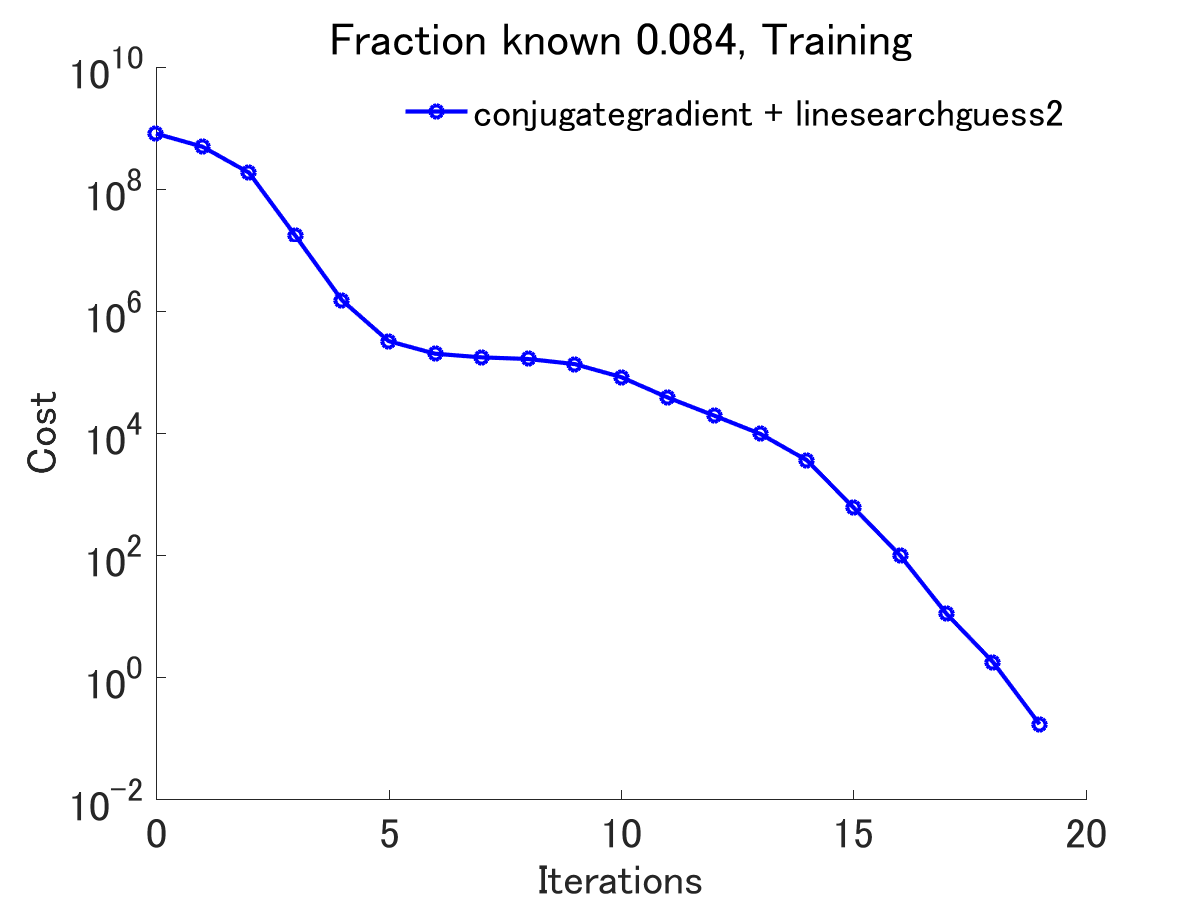 Fraction known 0.084, Training
conjugategradient + linesearchguess2
10^10
10^8
10^6
10^4
10^2
10^0
10^-2
Cost
0 5 10 15 20
Iterations